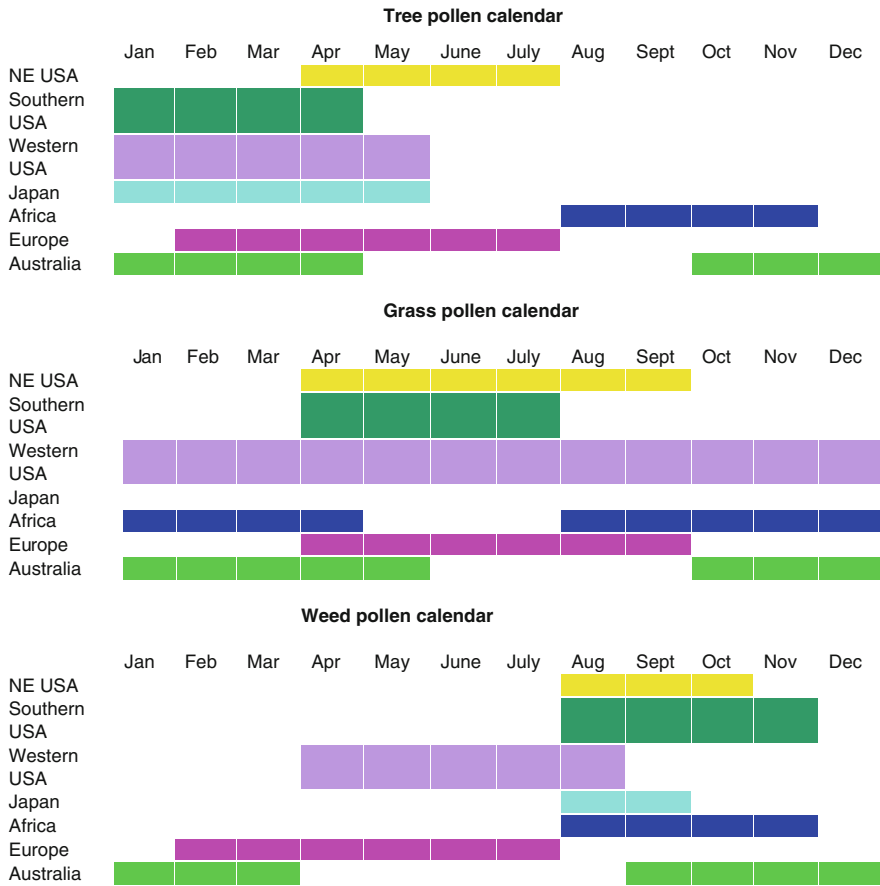 Tree pollen calendar
Jan Feb Mar Apr May June July Aug Sept Oct Nov Dec
NE USA
Southern
USA
Western
USA
Japan
Africa
Europe
Australia
Grass pollen calendar
Jan Feb Mar Apr May June July Aug Sept Oct Nov Dec
NE USA
Southern
USA
Western
USA
Japan
Africa
Europe
Australia
Weed pollen calendar
Jan Feb Mar Apr May June July Aug Sept Oct Nov Dec
NE USA
Southern
USA
Western
USA
Japan
Africa
Europe
Australia